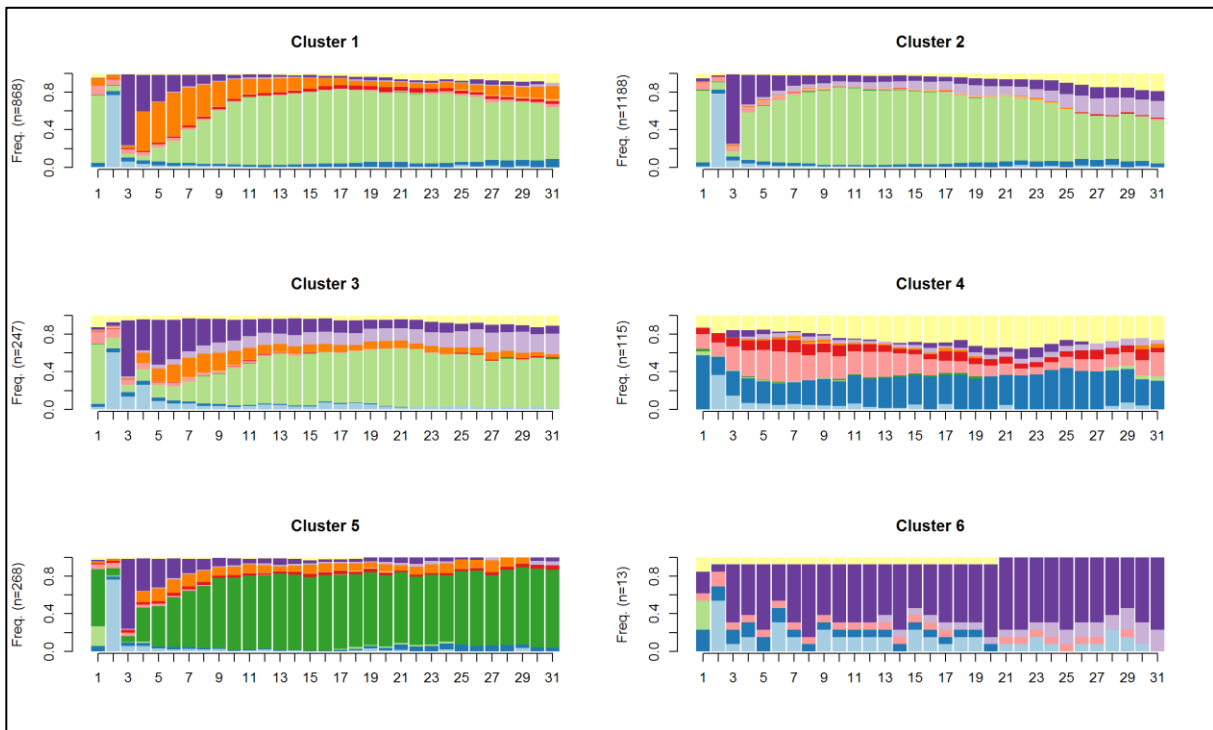 Cluster 1
Freq. (n=868)
0.0 0.4 0.8
1 3 5 7 9 11 13 15 17 19 21 23 25 27 29 31
Cluster 2
Freq. (n=1188)
0.0 0.4 0.8
1 3 5 7 9 11 13 15 17 19 21 23 25 27 29 31
Cluster 3
Freq. (n=247)
0.0 0.4 0.8
1 3 5 7 9 11 13 15 17 19 21 23 25 27 29 31
Cluster 4
Freq. (n=115)
0.0 0.4 0.8
1 3 5 7 9 11 13 15 17 19 21 23 25 27 29 31
Cluster 5
Freq. (n=268)
0.0 0.4 0.8
1 3 5 7 9 11 13 15 17 19 21 23 25 27 29 31
Cluster 6
Freq. (n=13)
0.0 0.4 0.8
1 3 5 7 9 11 13 15 17 19 21 23 25 27 29 31